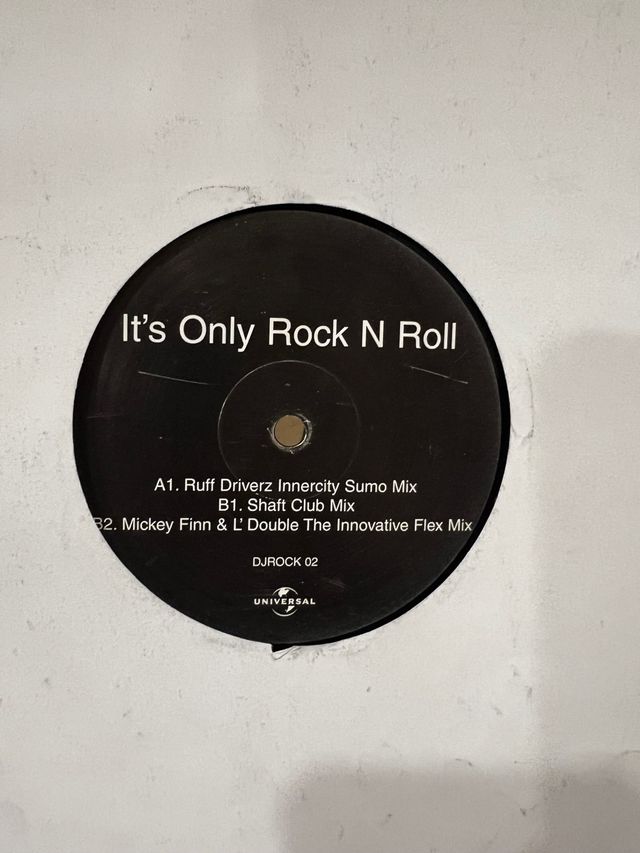 It's Only Rock N Roll
A1. Ruff Driverz Innercity Sumo Mix
B1. Shaft Club Mix
B2. Mickey Finn & L' Double The Innovative Flex Mix
DJROCK 02
UNIVERSAL